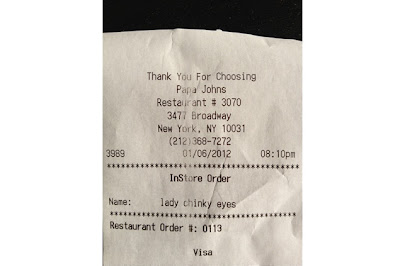 Thank You For Choosing
Papa Johns
Restaurant # 3070
3477 Broadway
New York, NY 10031
(212)368-7272
3989 01/06/2012 08:10pm
****************************************
InStore Order
Name: lady chinky eyes
****************************************
Restaurant Order #: 0113
Visa